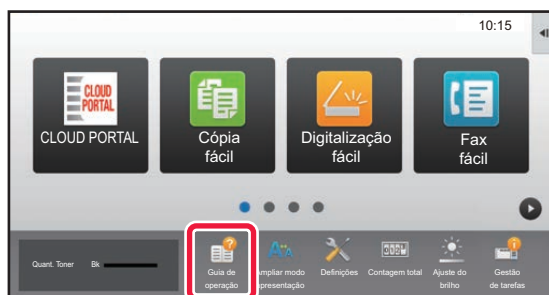 10:15
CLOUD
PORTAL
CLOUD PORTAL
Cópia
fácil
Digitalização
fácil
Fax
fácil
Quant. Toner Bk
Guia de
operação
Ampliar modo
apresentação
Definições
Contagem total
Ajuste do
brilho
Gestão
de tarefas